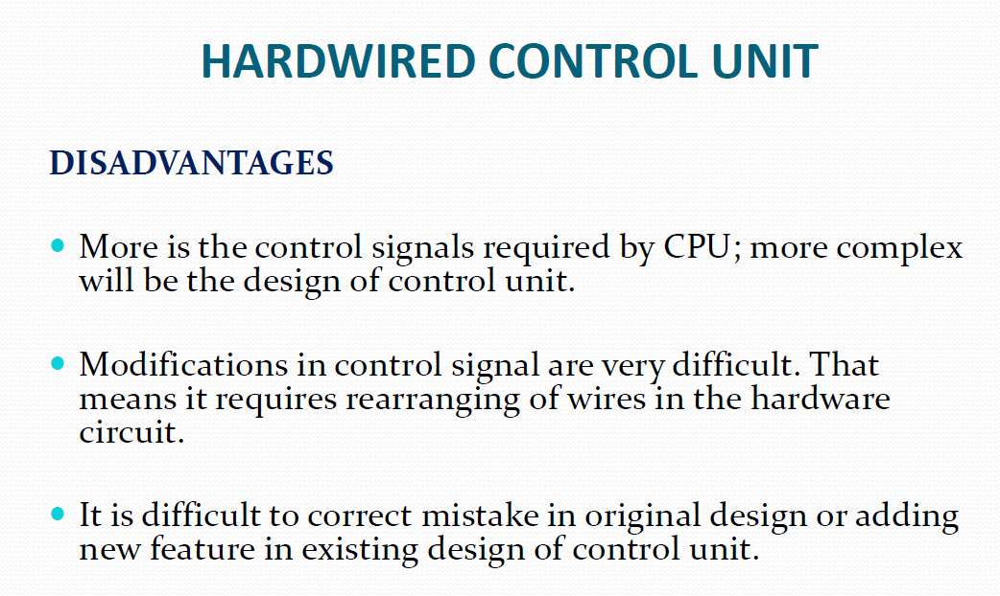 HARDWIRED CONTROL UNIT
DISADVANTAGES
• More is the control signals required by CPU; more complex
will be the design of control unit.
• Modifications in control signal are very difficult. That
means it requires rearranging of wires in the hardware
circuit.
• It is difficult to correct mistake in original design or adding
new feature in existing design of control unit.